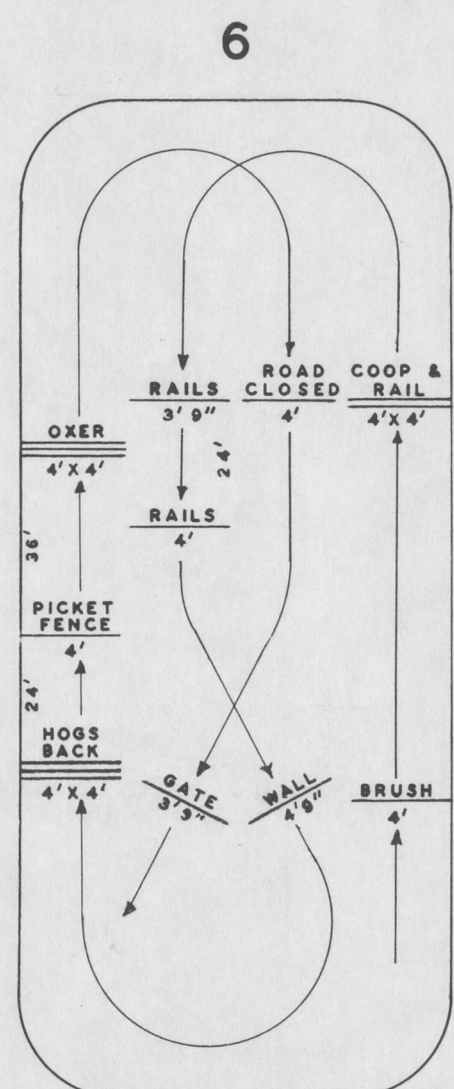 6
RAILS
3' 9"
ROAD
CLOSED
4'
COOP &
RAIL
4' X 4'
OXER
4' X 4'
24'
RAILS
4'
36'
PICKET
FENCE
4'
24'
HOGS
BACK
4' X 4'
GATE
3' 9"
WALL
4' 9"
BRUSH
4'